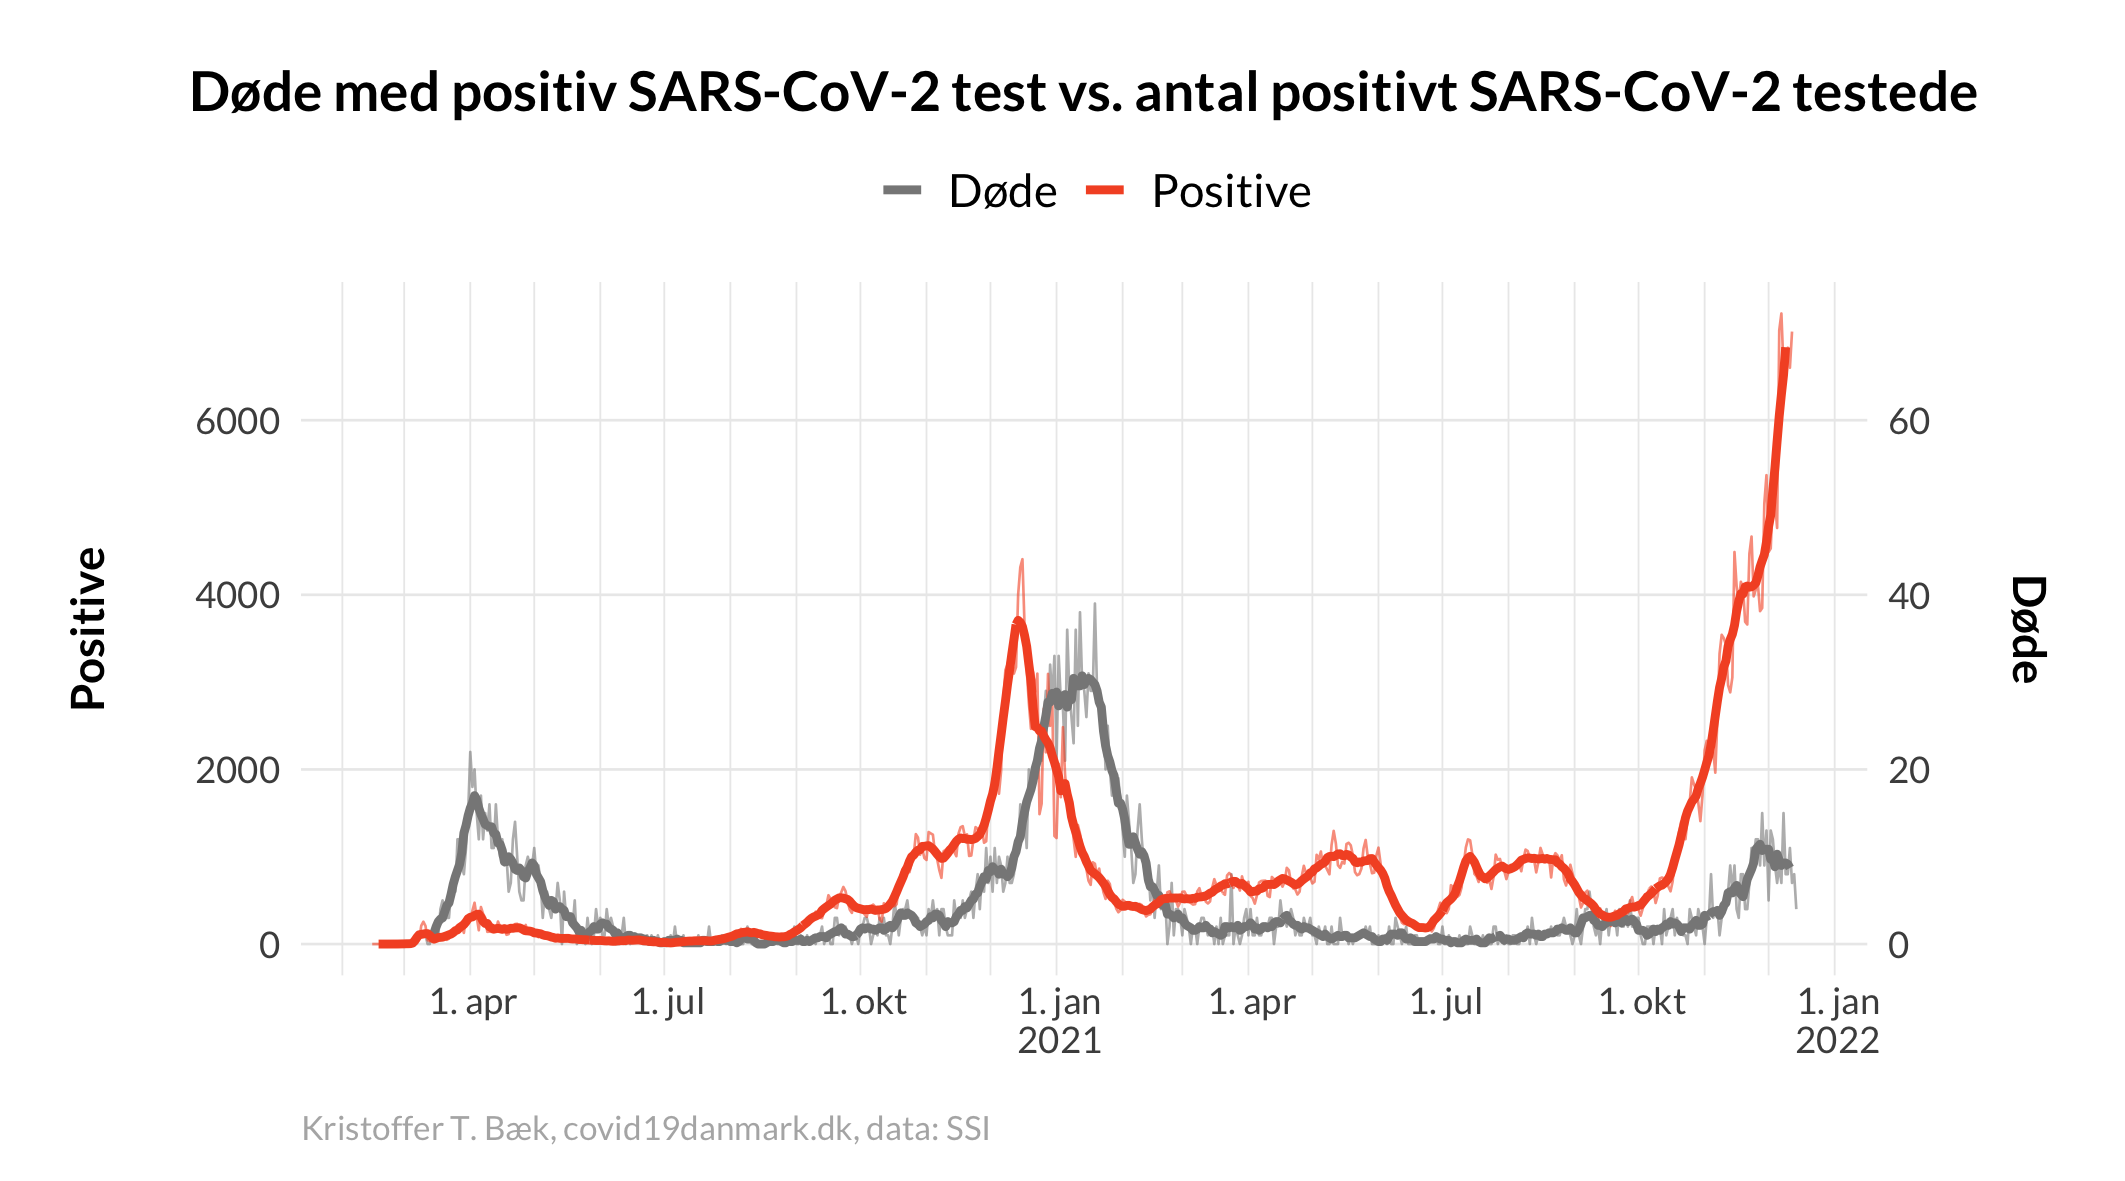 Døde med positiv SARS-CoV-2 test vs. antal positivt SARS-CoV-2 testede
Døde Positive
Positive
6000
4000
2000
0
60
40
20
0
Døde
1. apr 1. jul 1. okt 1. jan 1. apr 1. jul 1. okt 1. jan
2021 2022
Kristoffer T. Bæk, covid19danmark.dk, data: SSI